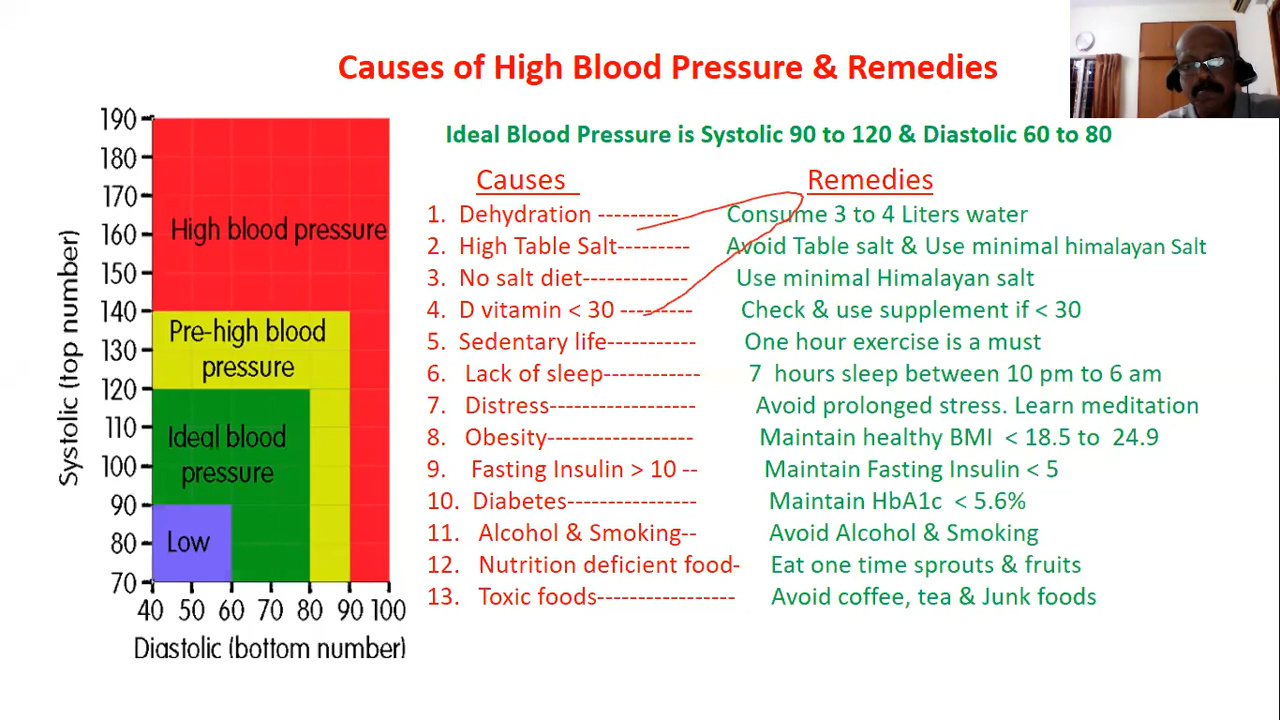 Causes of High Blood Pressure & Remedies
Ideal Blood Pressure is Systolic 90 to 120 & Diastolic 60 to 80
Causes Remedies
1. Dehydration ---------- Consume 3 to 4 Liters water
2. High Table Salt--------- Avoid Table salt & Use minimal himalayan Salt
3. No salt diet------------- Use minimal Himalayan salt
4. D vitamin < 30 --------- Check & use supplement if < 30
5. Sedentary life----------- One hour exercise is a must
6. Lack of sleep------------ 7 hours sleep between 10 pm to 6 am
7. Distress------------------ Avoid prolonged stress. Learn meditation
8. Obesity------------------ Maintain healthy BMI < 18.5 to 24.9
9. Fasting Insulin > 10 -- Maintain Fasting Insulin < 5
10. Diabetes---------------- Maintain HbA1c < 5.6%
11. Alcohol & Smoking-- Avoid Alcohol & Smoking
12. Nutrition deficient food- Eat one time sprouts & fruits
13. Toxic foods----------------- Avoid coffee, tea & Junk foods
Systolic (top number)
190
180
170
160
150
140
130
120
110
100
90
80
70
High blood pressure
Pre-high blood
pressure
Ideal blood
pressure
Low
40 50 60 70 80 90 100
Diastolic (bottom number)